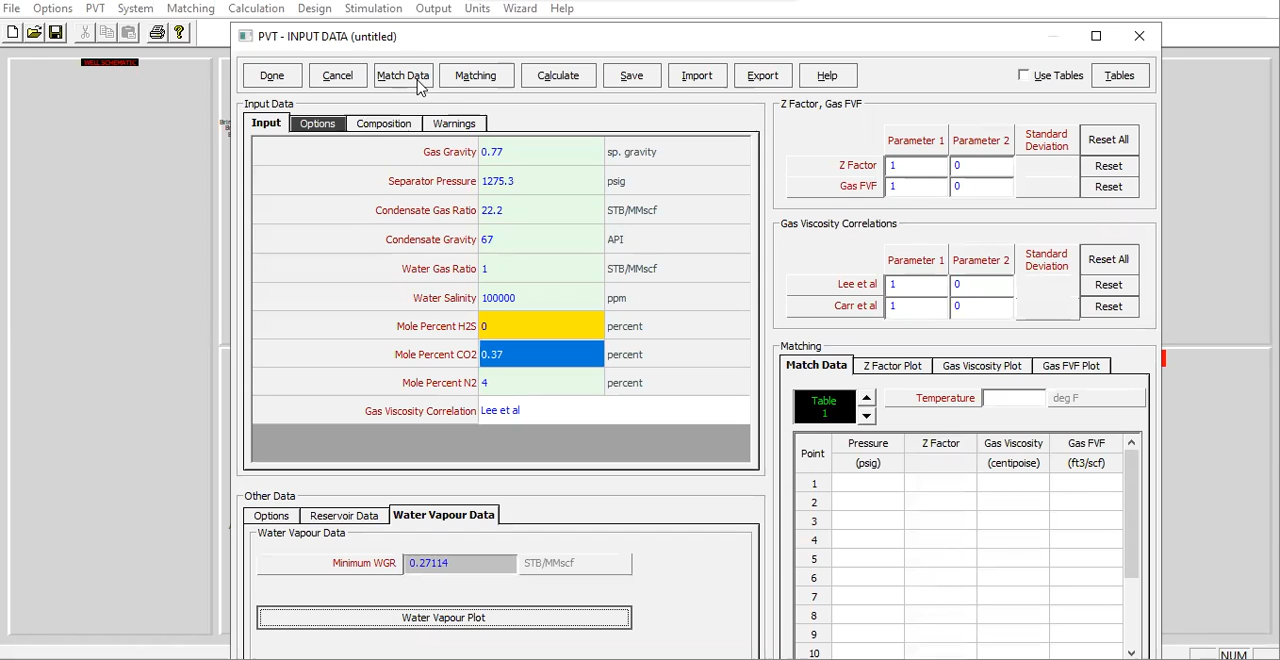 File Options PVT System Matching Calculation Design Stimulation Output Units Wizard Help
PVT - INPUT DATA (untitled)
WELL SCHEMATIC
Done Cancel Match Data Matching Calculate Save Import Export Help Use Tables Tables
Input Data
Input Options Composition Warnings
Gas Gravity 0.77 sp. gravity
Separator Pressure 1275.3 psig
Condensate Gas Ratio 22.2 STB/MMscf
Condensate Gravity 67 API
Water Gas Ratio 1 STB/MMscf
Water Salinity 100000 ppm
Mole Percent H2S 0 percent
Mole Percent CO2 0.37 percent
Mole Percent N2 4 percent
Gas Viscosity Correlation Lee et al
Other Data
Options Reservoir Data Water Vapour Data
Water Vapour Data
Minimum WGR 0.27114 STB/MMscf
Water Vapour Plot
Z Factor, Gas FVF
Parameter 1 Parameter 2 Standard Deviation Reset All
Z Factor 1 0 Reset
Gas FVF 1 0 Reset
Gas Viscosity Correlations
Parameter 1 Parameter 2 Standard Deviation Reset All
Lee et al 1 0 Reset
Carr et al 1 0 Reset
Matching
Match Data Z Factor Plot Gas Viscosity Plot Gas FVF Plot
Table 1 Temperature deg F
Point Pressure Z Factor Gas Viscosity Gas FVF
(psig) (centipoise) (ft3/scf)
1
2
3
4
5
6
7
8
9
10
NUM